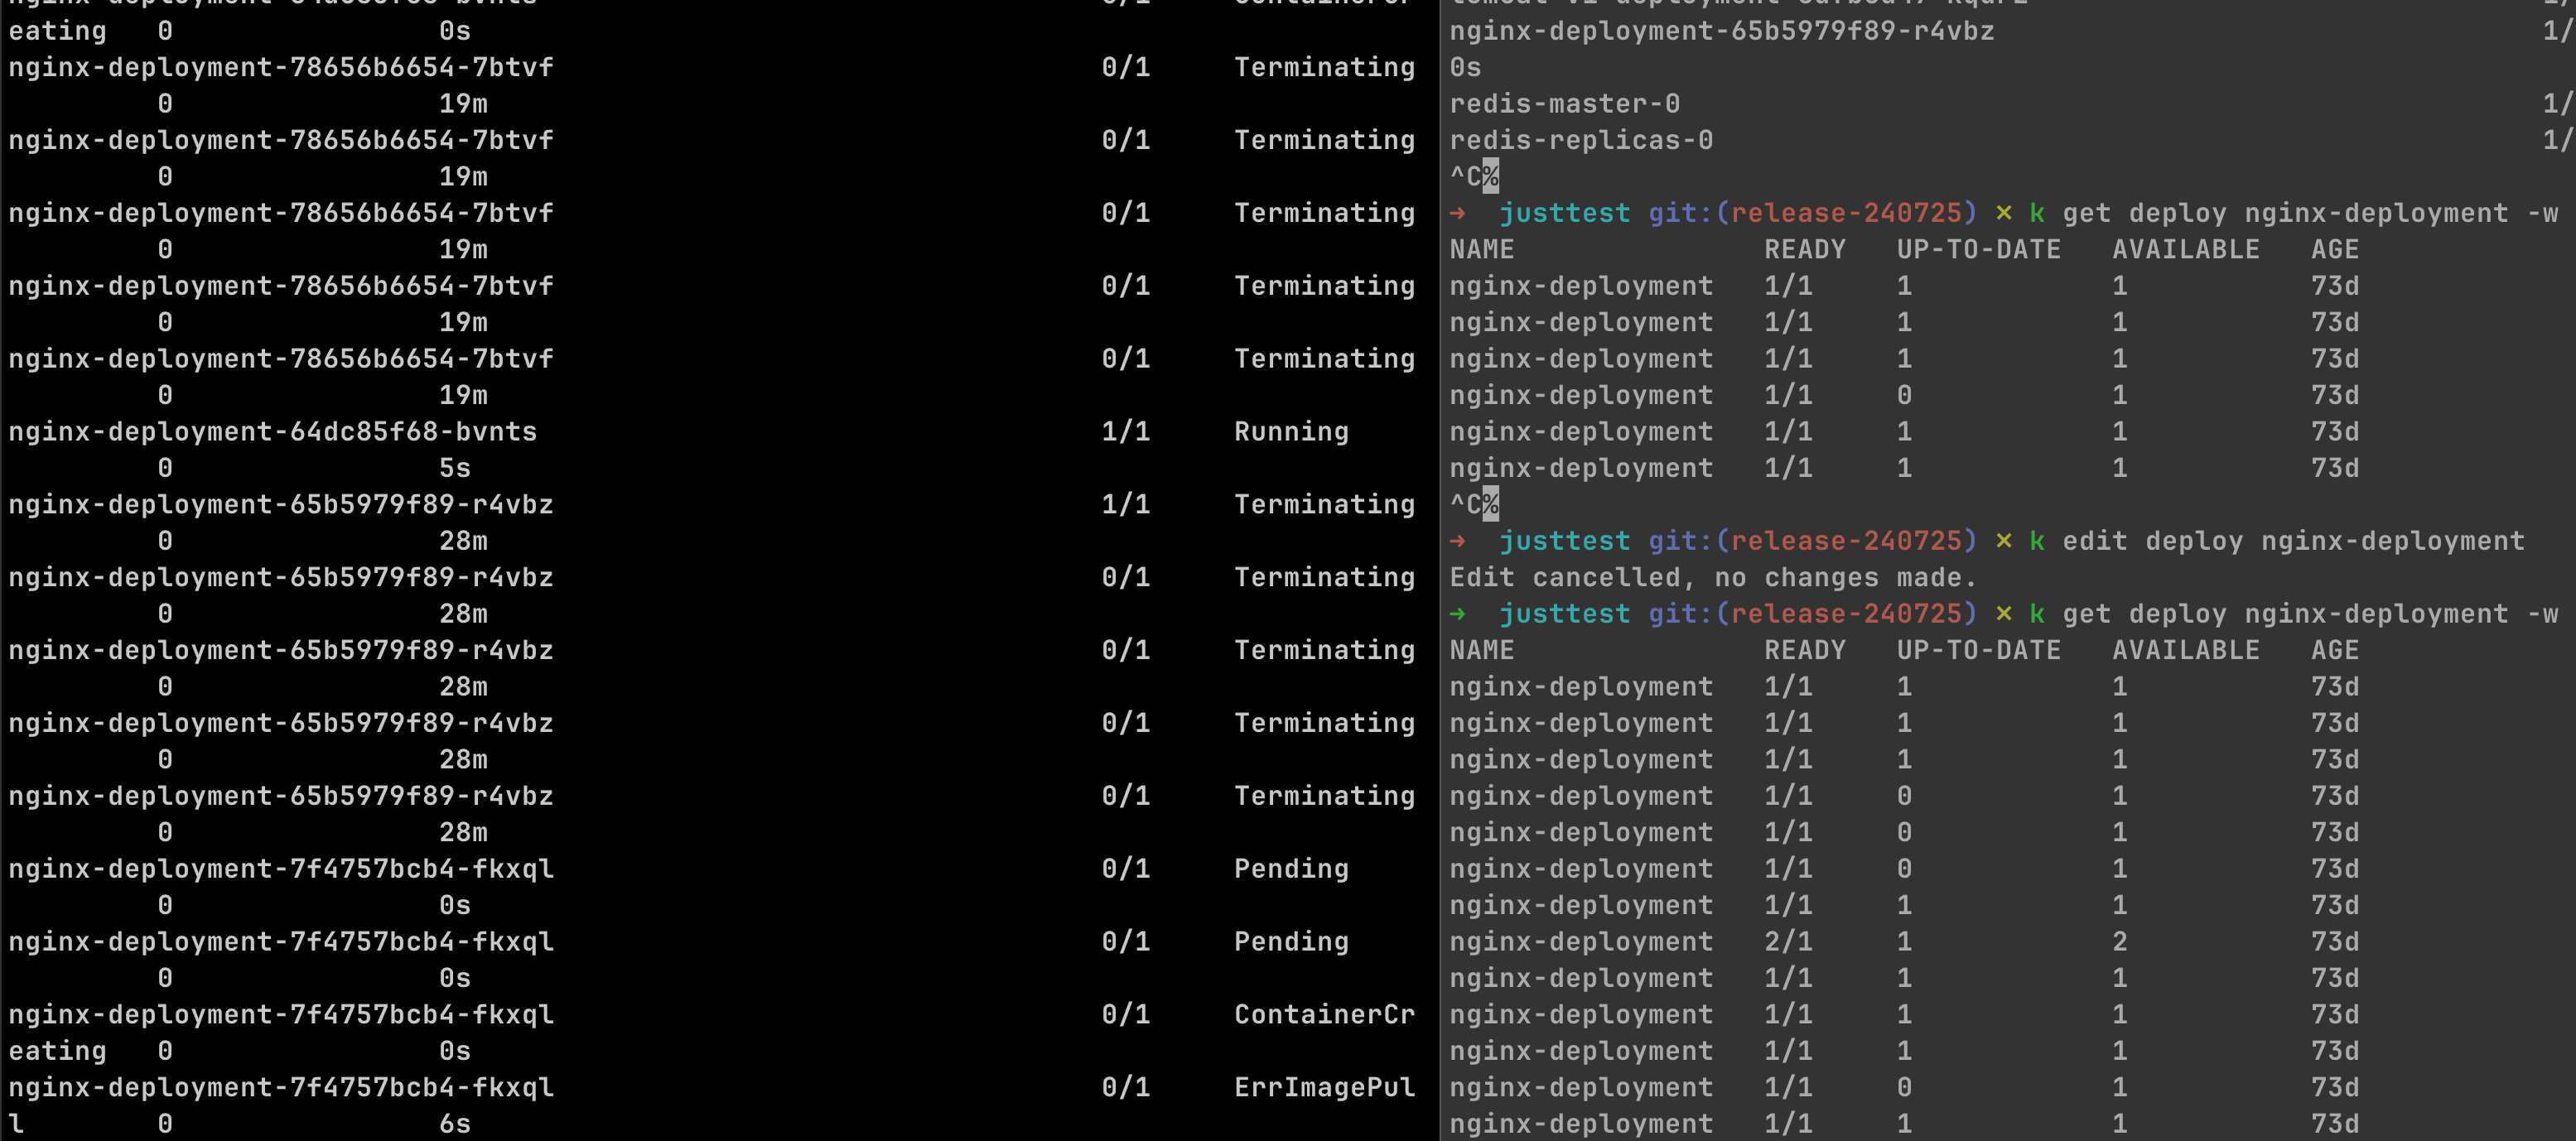 eating   0                0s
nginx-deployment-78656b6654-7btvf                                 0/1     Terminating
         0                19m
nginx-deployment-78656b6654-7btvf                                 0/1     Terminating
         0                19m
nginx-deployment-78656b6654-7btvf                                 0/1     Terminating
         0                19m
nginx-deployment-78656b6654-7btvf                                 0/1     Terminating
         0                19m
nginx-deployment-78656b6654-7btvf                                 0/1     Terminating
         0                19m
nginx-deployment-64dc85f68-bvnts                                  1/1     Running
         0                5s
nginx-deployment-65b5979f89-r4vbz                                 1/1     Terminating
         0                28m
nginx-deployment-65b5979f89-r4vbz                                 0/1     Terminating
         0                28m
nginx-deployment-65b5979f89-r4vbz                                 0/1     Terminating
         0                28m
nginx-deployment-65b5979f89-r4vbz                                 0/1     Terminating
         0                28m
nginx-deployment-65b5979f89-r4vbz                                 0/1     Terminating
         0                28m
nginx-deployment-7f4757bcb4-fkxql                                 0/1     Pending
         0                0s
nginx-deployment-7f4757bcb4-fkxql                                 0/1     Pending
         0                0s
nginx-deployment-7f4757bcb4-fkxql                                 0/1     ContainerCr
eating   0                0s
nginx-deployment-7f4757bcb4-fkxql                                 0/1     ErrImagePul
l        0                6s
nginx-deployment-65b5979f89-r4vbz                                 1/
0s
redis-master-0                                                    1/
redis-replicas-0                                                  1/
^C%
→  justtest git:(release-240725) × k get deploy nginx-deployment -w
NAME               READY   UP-TO-DATE   AVAILABLE   AGE
nginx-deployment   1/1     1            1           73d
nginx-deployment   1/1     1            1           73d
nginx-deployment   1/1     1            1           73d
nginx-deployment   1/1     0            1           73d
nginx-deployment   1/1     1            1           73d
nginx-deployment   1/1     1            1           73d
^C%
→  justtest git:(release-240725) × k edit deploy nginx-deployment
Edit cancelled, no changes made.
→  justtest git:(release-240725) × k get deploy nginx-deployment -w
NAME               READY   UP-TO-DATE   AVAILABLE   AGE
nginx-deployment   1/1     1            1           73d
nginx-deployment   1/1     1            1           73d
nginx-deployment   1/1     1            1           73d
nginx-deployment   1/1     0            1           73d
nginx-deployment   1/1     0            1           73d
nginx-deployment   1/1     0            1           73d
nginx-deployment   1/1     1            1           73d
nginx-deployment   2/1     1            2           73d
nginx-deployment   1/1     1            1           73d
nginx-deployment   1/1     1            1           73d
nginx-deployment   1/1     1            1           73d
nginx-deployment   1/1     0            1           73d
nginx-deployment   1/1     1            1           73d